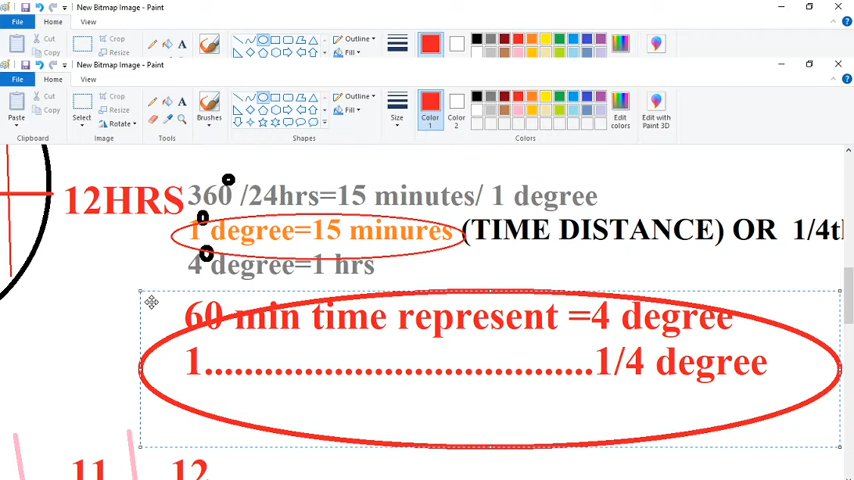 New Bitmap Image - Paint
File Home View
Cut Crop Outline
Copy Resize Fill
New Bitmap Image - Paint
File Home View
Cut Crop Outline
Copy Resize Fill
Paste Select Rotate Brushes Size Color 1 Color 2 Edit colors Edit with Paint 3D
Clipboard Image Tools Shapes Colors
12HRS 360 /24hrs=15 minutes/ 1 degree
1 degree=15 minures (TIME DISTANCE) OR 1/4t
4 degree=1 hrs
60 min time represent =4 degree
1.......................................1/4 degree
11 12